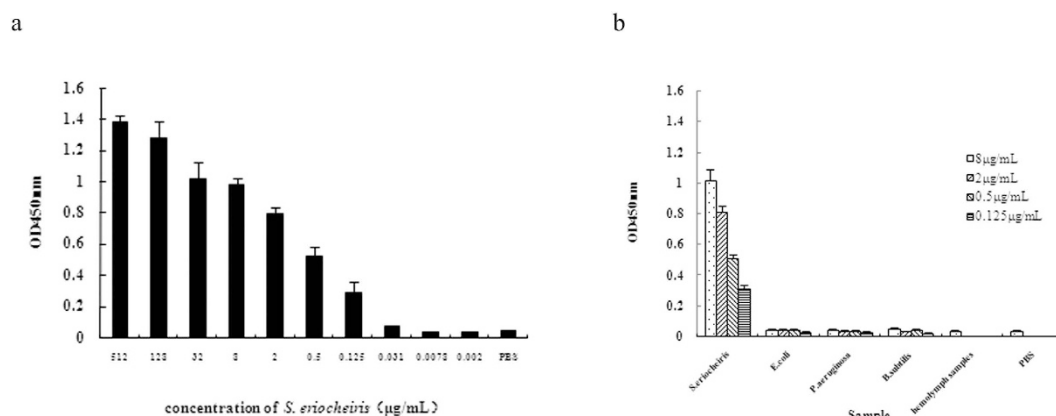 a
b
1.6
1.4
1.2
1
0.8
0.6
0.4
0.2
0
OD450nm
512 128 32 8 2 0.5 0.125 0.031 0.0078 0.002 PBS
concentration of S. eriocheiris (μg/mL)
1.6
1.4
1.2
1
0.8
0.6
0.4
0.2
0
OD450nm
8μg/mL
2μg/mL
0.5μg/mL
0.125μg/mL
S.eriocheiris
E.coli
P.aeruginosa
B.subtilis
hemolymph samples
PBS
Sample